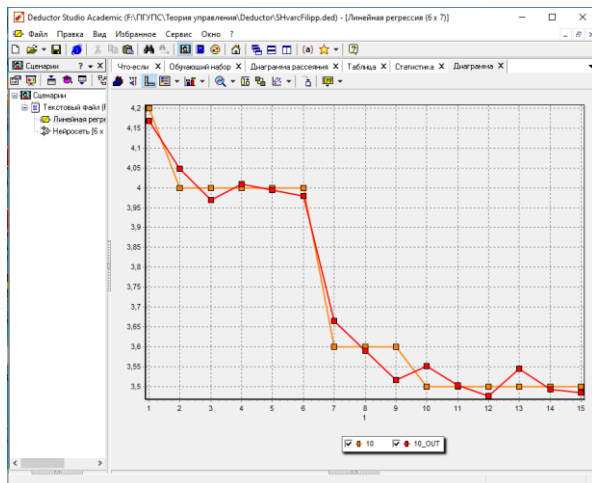 Deductor Studio Academic (F:\ПГУПС\Теория управления\Deductor\SHvarcFilipp.ded) - [Линейная регрессия (6 x 7)]
Файл Правка Вид Избранное Сервис Окно ?
Сценарии
Что-если X Обучающий набор X Диаграмма рассеяния X Таблица X Статистика X Диаграмма X
Сценарии
Текстовый файл (F
Линейная регре
Нейросеть [6 x
4,2
4,15
4,1
4,05
4
3,95
3,9
3,85
3,8
3,75
3,7
3,65
3,6
3,55
3,5
1 2 3 4 5 6 7 8 9 10 11 12 13 14 15
1
10 10_OUT